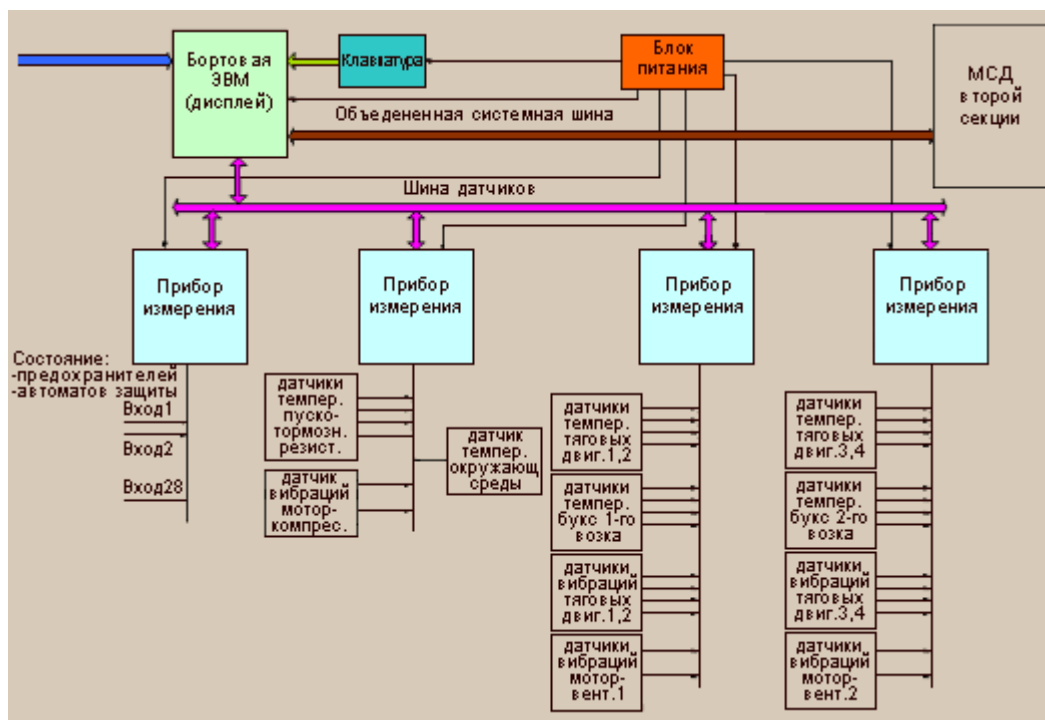 Бортовая
ЭВМ
(дисплей)
Клавиатура
Блок
питания
МСД
второй
секции
Объедененная системная шина
Шина датчиков
Прибор
измерения
Прибор
измерения
Прибор
измерения
Прибор
измерения
Состояние:
-предохранителей
-автоматов защиты
Вход1
Вход2
Вход28
датчики
темпер.
пуско-
тормозн.
резист.
датчик
вибраций
мотор-
компрес.
датчик
темпер.
окружающ
среды
датчики
темпер.
тяговых
двиг.1,2
датчики
темпер.
букс 1-го
возка
датчики
вибраций
тяговых
двиг.1,2
датчики
вибраций
мотор-
вент.1
датчики
темпер.
тяговых
двиг.3,4
датчики
темпер.
букс 2-го
возка
датчики
вибраций
тяговых
двиг.3,4
датчики
вибраций
мотор-
вент.2